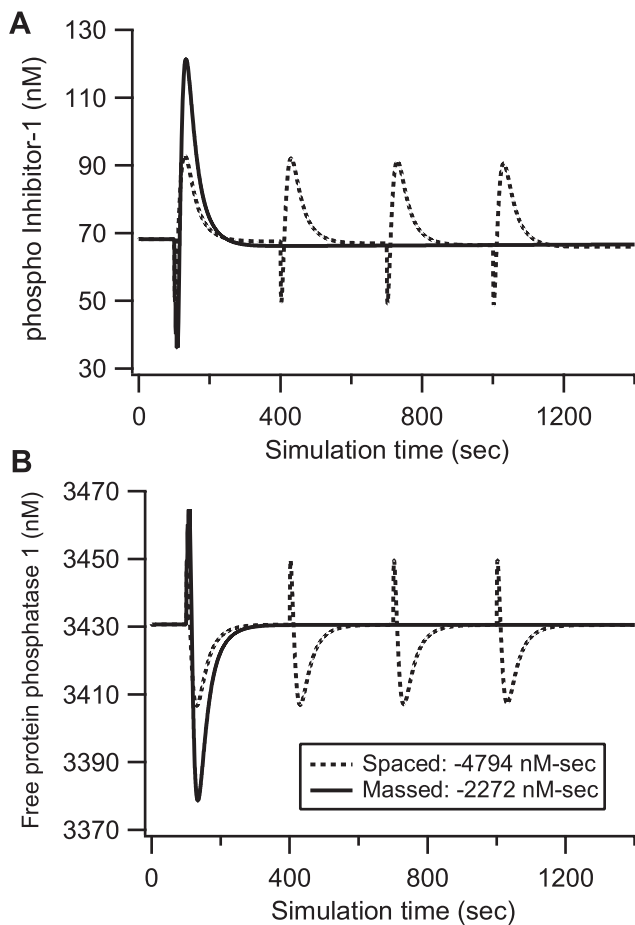 A
phospho Inhibitor-1 (nM)
130
110
90
70
50
30
0
400
800
1200
Simulation time (sec)
B
Free protein phosphatase 1 (nM)
3470
3450
3430
3410
3390
3370
Spaced: -4794 nM-sec
Massed: -2272 nM-sec
0
400
800
1200
Simulation time (sec)